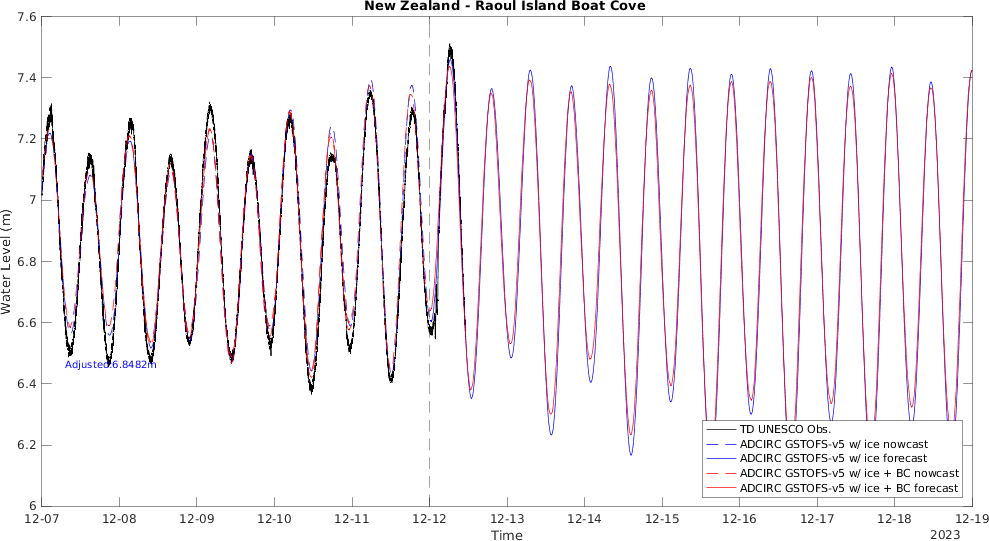 New Zealand - Raoul Island Boat Cove
7.6
7.4
7.2
7
6.8
6.6
6.4
6.2
6
Water Level (m)
Adjusted:6.8482m
TD UNESCO Obs.
ADCIRC GSTOFS-v5 w/ ice nowcast
ADCIRC GSTOFS-v5 w/ ice forecast
ADCIRC GSTOFS-v5 w/ ice + BC nowcast
ADCIRC GSTOFS-v5 w/ ice + BC forecast
12-07 12-08 12-09 12-10 12-11 12-12 12-13 12-14 12-15 12-16 12-17 12-18 12-19
Time
2023